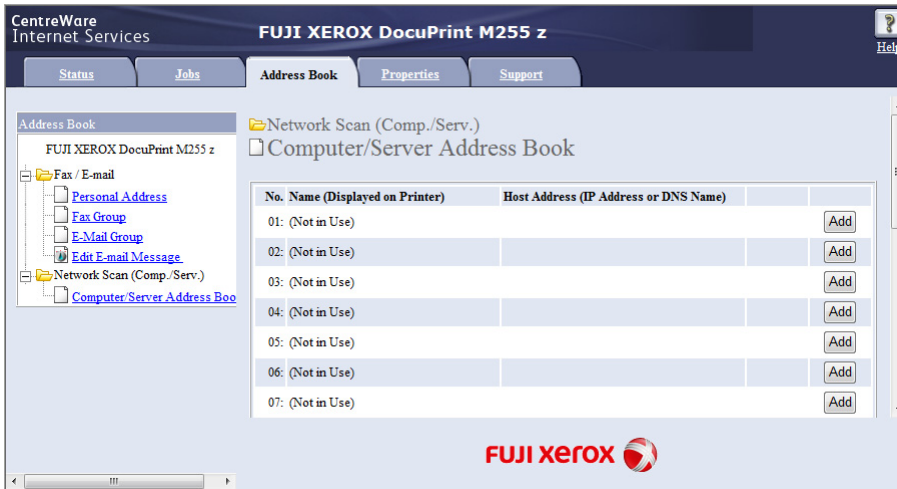 CentreWare
Internet Services
FUJI XEROX DocuPrint M255 z
Help
Status
Jobs
Address Book
Properties
Support
Address Book
FUJI XEROX DocuPrint M255 z
Fax / E-mail
Personal Address
Fax Group
E-Mail Group
Edit E-mail Message
Network Scan (Comp./Serv.)
Computer/Server Address Boo
Network Scan (Comp./Serv.)
Computer/Server Address Book
No. Name (Displayed on Printer) Host Address (IP Address or DNS Name)
01: (Not in Use) Add
02: (Not in Use) Add
03: (Not in Use) Add
04: (Not in Use) Add
05: (Not in Use) Add
06: (Not in Use) Add
07: (Not in Use) Add
FUJI xerox